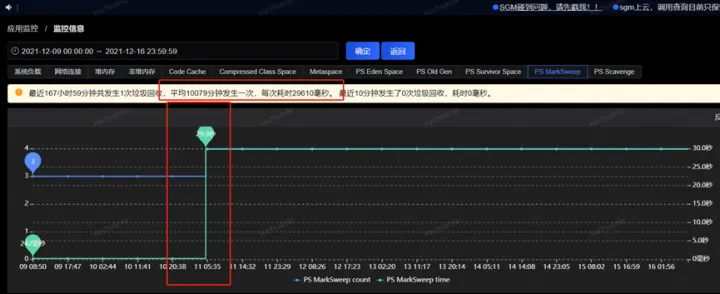 SGM碰到问题，请先戳我！！ sgm上云，调用查询目前只保
应用监控 / 监控信息
2021-12-09 00:00:00 ~ 2021-12-16 23:59:59 确定 返回
系统负载 网络连接 堆内存 非堆内存 Code Cache Compressed Class Space Metaspace PS Eden Space PS Old Gen PS Survivor Space PS MarkSweep PS Scavenge
最近167小时59分钟共发生1次垃圾回收，平均10079分钟发生一次，每次耗时29610毫秒。 最近10分钟发生了0次垃圾回收，耗时0毫秒。
4 30.0秒
25.0秒
3 3
20.0秒
2 15.0秒
10.0秒
1
5.0秒
0 0毫秒
09 08:50 09 17:47 10 02:44 10 11:41 10 20:38 11 05:35 11 14:32 11 23:29 12 08:26 12 17:23 13 02:20 13 11:17 13 20:14 14 05:11 14 14:08 14 23:05 15 08:02 15 16:59 16 01:56
PS MarkSweep count PS MarkSweep time